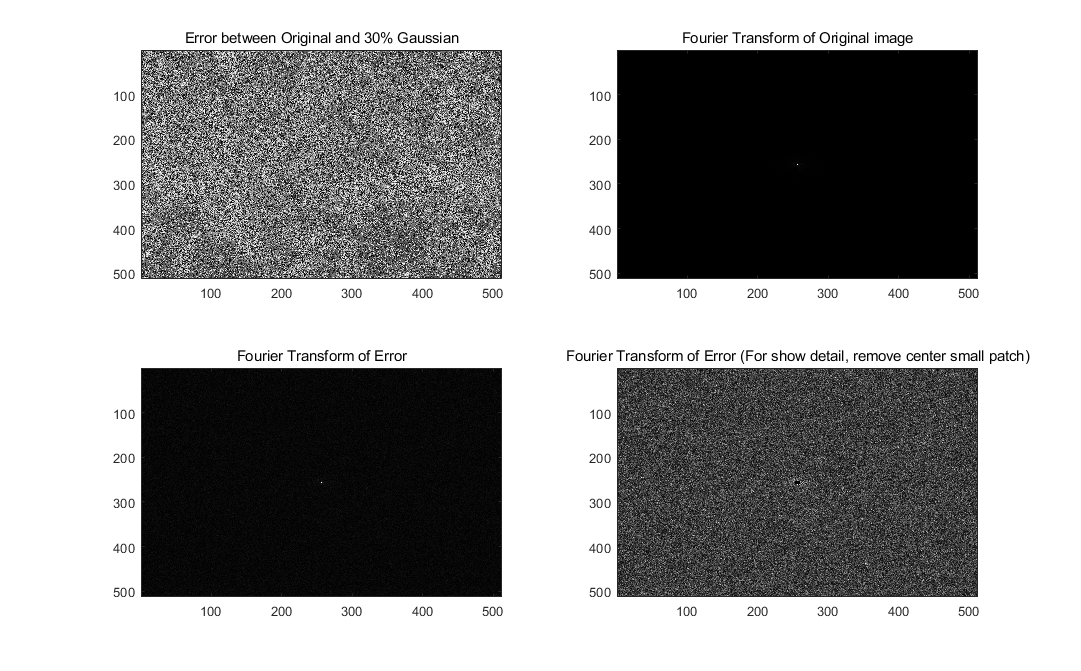 Error between Original and 30% Gaussian
100
200
300
400
500
100 200 300 400 500
Fourier Transform of Original image
100
200
300
400
500
100 200 300 400 500
Fourier Transform of Error
100
200
300
400
500
100 200 300 400 500
Fourier Transform of Error (For show detail, remove center small patch)
100
200
300
400
500
100 200 300 400 500